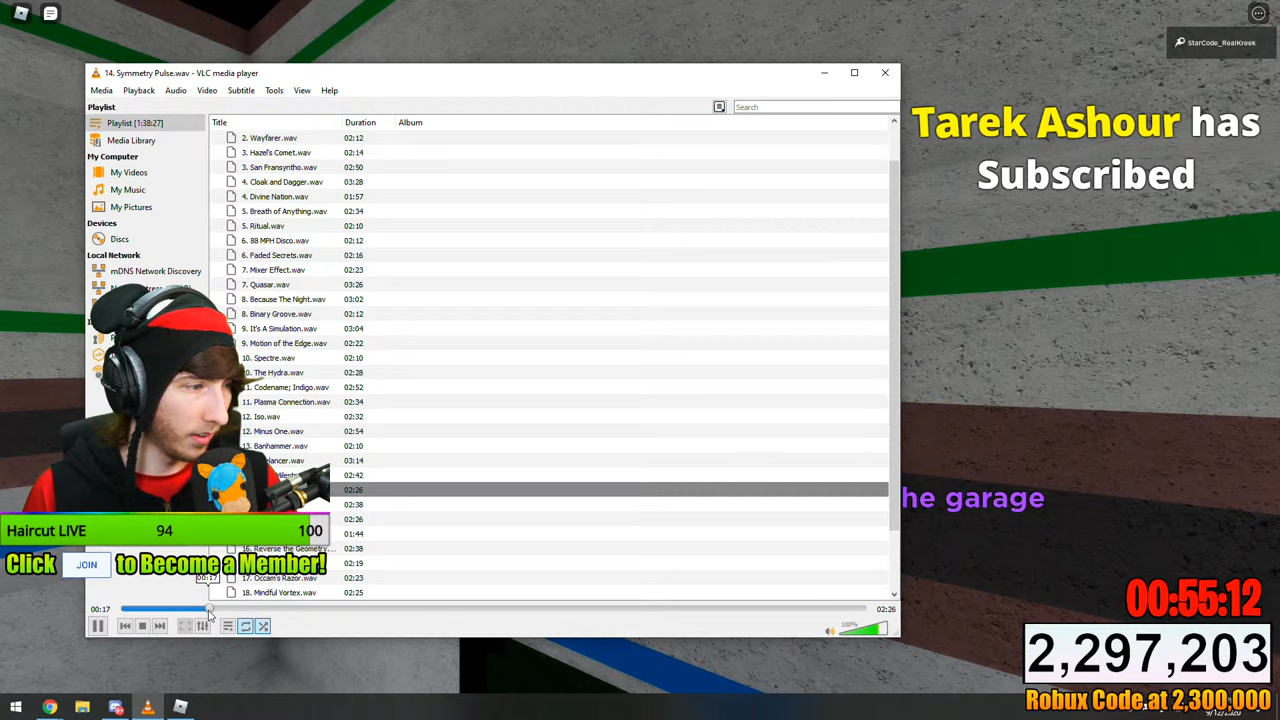 StarCode_RealKreek
14. Symmetry Pulse.wav - VLC media player
Media Playback Audio Video Subtitle Tools View Help
Playlist
Search
Playlist [1:38:27]
Media Library
My Computer
My Videos
My Music
My Pictures
Devices
Discs
Local Network
mDNS Network Discovery
Title Duration Album
2. Wayfarer.wav 02:12
3. Hazel's Comet.wav 02:14
3. San Fransyntho.wav 02:50
4. Cloak and Dagger.wav 03:28
4. Divine Nation.wav 01:57
5. Breath of Anything.wav 02:34
5. Ritual.wav 02:10
6. 88 MPH Disco.wav 02:12
6. Faded Secrets.wav 02:16
7. Mixer Effect.wav 02:23
7. Quasar.wav 03:26
8. Because The Night.wav 03:02
8. Binary Groove.wav 02:12
9. It's A Simulation.wav 03:04
9. Motion of the Edge.wav 02:22
10. Spectre.wav 02:10
The Hydra.wav 02:28
11. Codename; Indigo.wav 02:52
11. Plasma Connection.wav 02:34
12. Iso.wav 02:32
12. Minus One.wav 02:54
13. Banhammer.wav 02:10
03:14
02:42
02:26
02:38
02:26
01:44
16. Reverse the Geometry.... 02:38
02:19
17. Occam's Razor.wav 02:23
18. Mindful Vortex.wav 02:25
00:17
00:17
02:26
100%
Tarek Ashour has
Subscribed
he garage
Haircut LIVE 94 100
Click JOIN to Become a Member!
00:55:12
2,297,203
Robux Code at 2,300,000